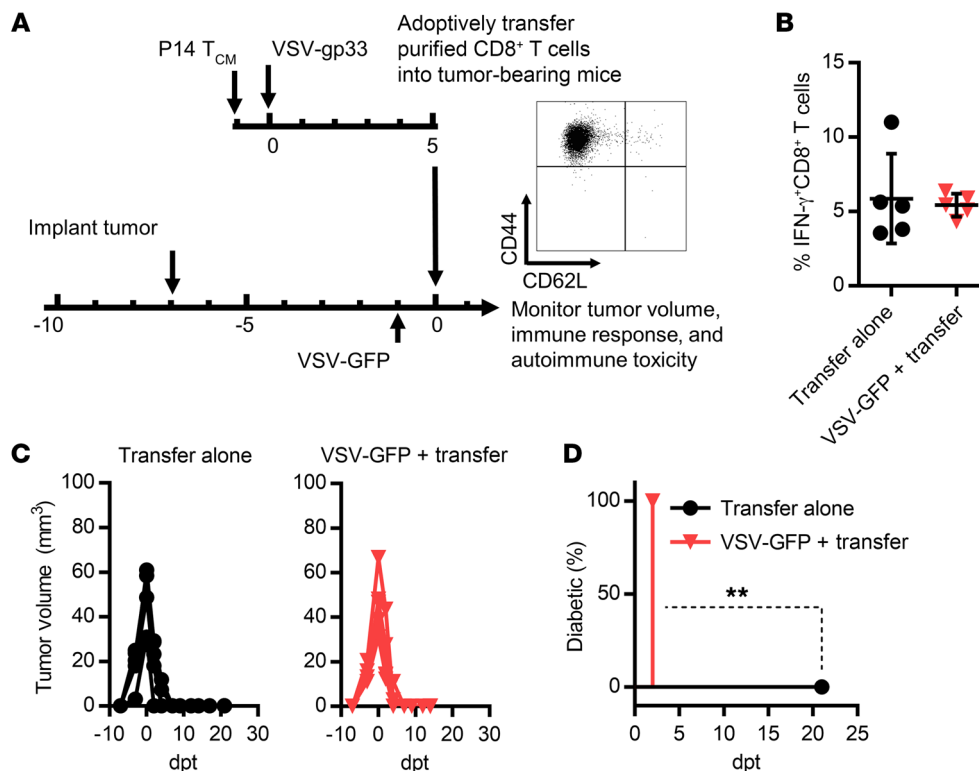 A
P14 TCM
VSV-gp33
Adoptively transfer
purified CD8+ T cells
into tumor-bearing mice
0
5
CD44
CD62L
Implant tumor
-10
-5
0
VSV-GFP
Monitor tumor volume,
immune response, and
autoimmune toxicity
B
% IFN-γ+CD8+ T cells
15
10
5
0
Transfer alone
VSV-GFP + transfer
C
Transfer alone
Tumor volume (mm3)
100
80
60
40
20
0
-10 0 10 20 30
dpt
VSV-GFP + transfer
100
80
60
40
20
0
-10 0 10 20 30
dpt
D
Diabetic (%)
100
50
0
Transfer alone
VSV-GFP + transfer
**
0 5 10 15 20 25
dpt